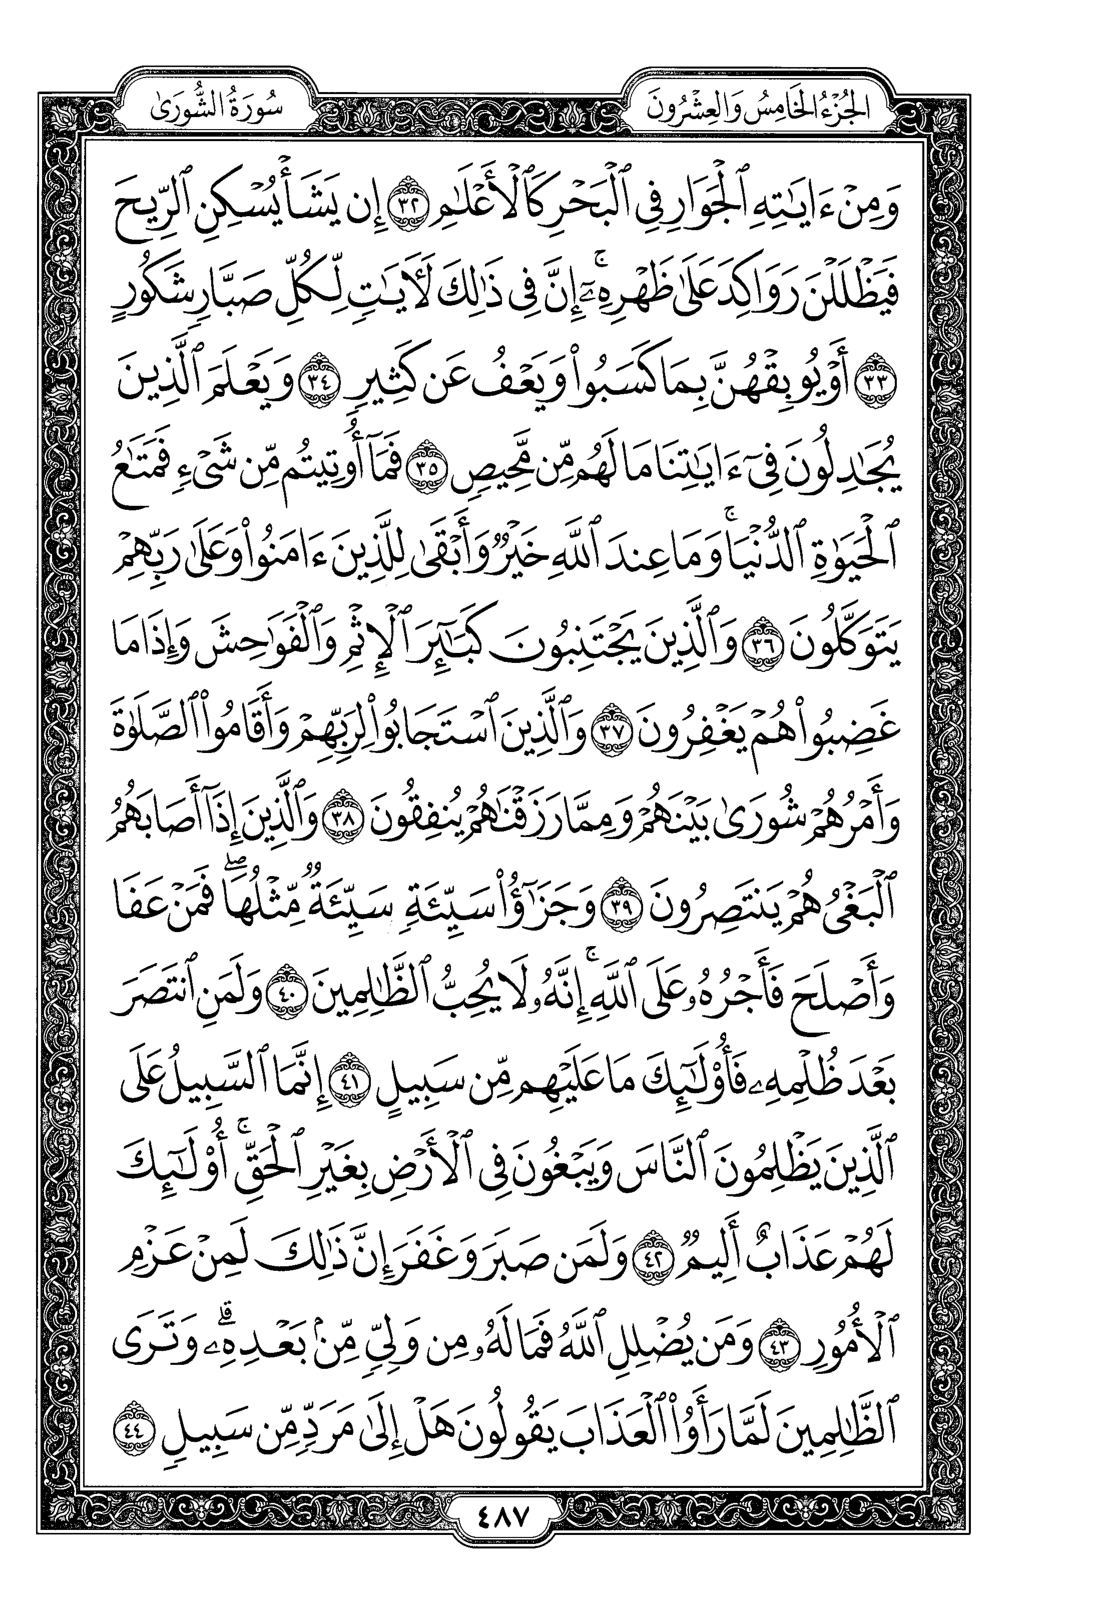 الجُزْءُ الخَامِسُ وَالعِشْرُونَ
سُورَةُ الشُّورَىٰ
وَمِنْ ءَايَٰتِهِ ٱلْجَوَارِ فِى ٱلْبَحْرِ كَٱلْأَعْلَٰمِ ٣٢ إِن يَشَأْ يُسْكِنِ ٱلرِّيحَ
فَيَظْلَلْنَ رَوَاكِدَ عَلَىٰ ظَهْرِهِۦٓ ۚ إِنَّ فِى ذَٰلِكَ لَءَايَٰتٍ لِّكُلِّ صَبَّارٍ شَكُورٍ
٣٣ أَوْ يُوبِقْهُنَّ بِمَا كَسَبُوا۟ وَيَعْفُ عَن كَثِيرٍ ٣٤ وَيَعْلَمَ ٱلَّذِينَ
يُجَٰدِلُونَ فِىٓ ءَايَٰتِنَا مَا لَهُم مِّن مَّحِيصٍ ٣٥ فَمَآ أُوتِيتُم مِّن شَىْءٍ فَمَتَٰعُ
ٱلْحَيَوٰةِ ٱلدُّنْيَا ۚ وَمَا عِندَ ٱللَّهِ خَيْرٌ وَأَبْقَىٰ لِلَّذِينَ ءَامَنُوا۟ وَعَلَىٰ رَبِّهِمْ
يَتَوَكَّلُونَ ٣٦ وَٱلَّذِينَ يَجْتَنِبُونَ كَبَٰٓئِرَ ٱلْإِثْمِ وَٱلْفَوَٰحِشَ وَإِذَا مَا
غَضِبُوا۟ هُمْ يَغْفِرُونَ ٣٧ وَٱلَّذِينَ ٱسْتَجَابُوا۟ لِرَبِّهِمْ وَأَقَامُوا۟ ٱلصَّلَوٰةَ
وَأَمْرُهُمْ شُورَىٰ بَيْنَهُمْ وَمِمَّا رَزَقْنَٰهُمْ يُنفِقُونَ ٣٨ وَٱلَّذِينَ إِذَآ أَصَابَهُمُ
ٱلْبَغْىُ هُمْ يَنتَصِرُونَ ٣٩ وَجَزَٰٓؤُا۟ سَيِّئَةٍ سَيِّئَةٌ مِّثْلُهَا ۖ فَمَنْ عَفَا
وَأَصْلَحَ فَأَجْرُهُۥ عَلَى ٱللَّهِ ۚ إِنَّهُۥ لَا يُحِبُّ ٱلظَّٰلِمِينَ ٤٠ وَلَمَنِ ٱنتَصَرَ
بَعْدَ ظُلْمِهِۦ فَأُو۟لَٰٓئِكَ مَا عَلَيْهِم مِّن سَبِيلٍ ٤١ إِنَّمَا ٱلسَّبِيلُ عَلَى
ٱلَّذِينَ يَظْلِمُونَ ٱلنَّاسَ وَيَبْغُونَ فِى ٱلْأَرْضِ بِغَيْرِ ٱلْحَقِّ ۚ أُو۟لَٰٓئِكَ
لَهُمْ عَذَابٌ أَلِيمٌ ٤٢ وَلَمَن صَبَرَ وَغَفَرَ إِنَّ ذَٰلِكَ لَمِنْ عَزْمِ
ٱلْأُمُورِ ٤٣ وَمَن يُضْلِلِ ٱللَّهُ فَمَا لَهُۥ مِن وَلِىٍّ مِّنۢ بَعْدِهِۦ ۗ وَتَرَى
ٱلظَّٰلِمِينَ لَمَّا رَأَوُا۟ ٱلْعَذَابَ يَقُولُونَ هَلْ إِلَىٰ مَرَدٍّ مِّن سَبِيلٍ ٤٤
٤٨٧